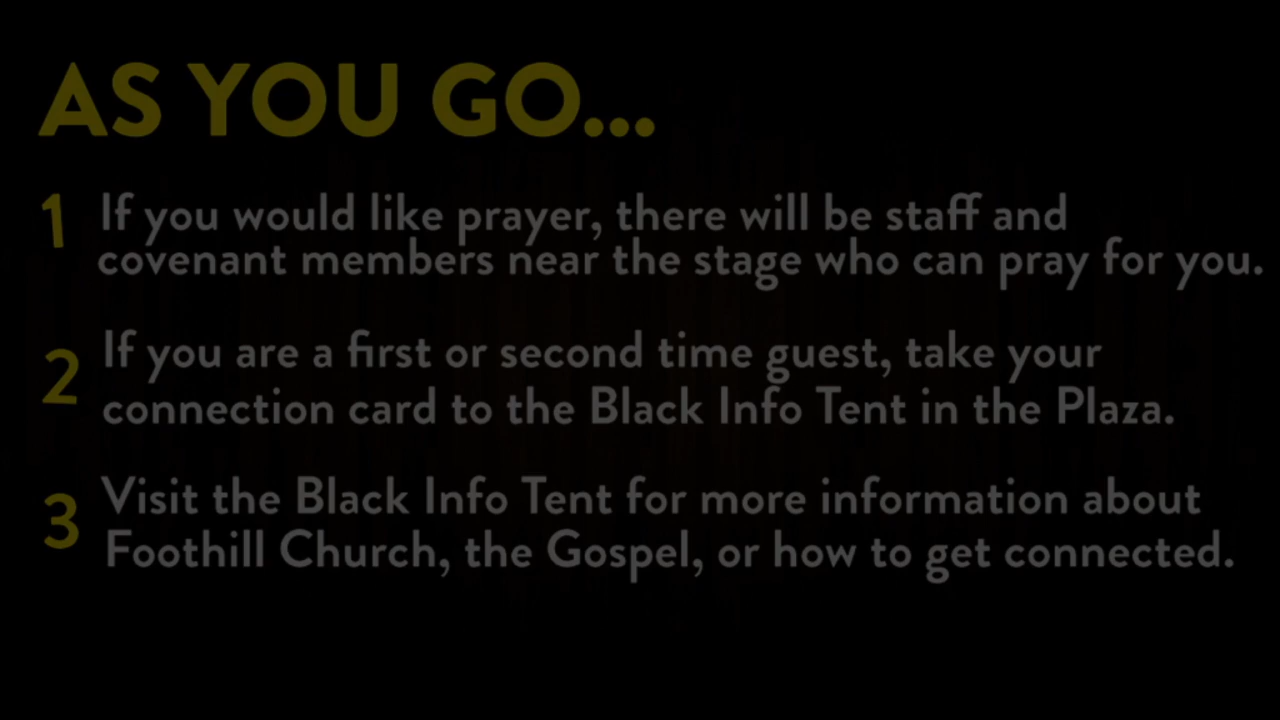 AS YOU GO...
1 If you would like prayer, there will be staff and
covenant members near the stage who can pray for you.
2 If you are a first or second time guest, take your
connection card to the Black Info Tent in the Plaza.
3 Visit the Black Info Tent for more information about
Foothill Church, the Gospel, or how to get connected.